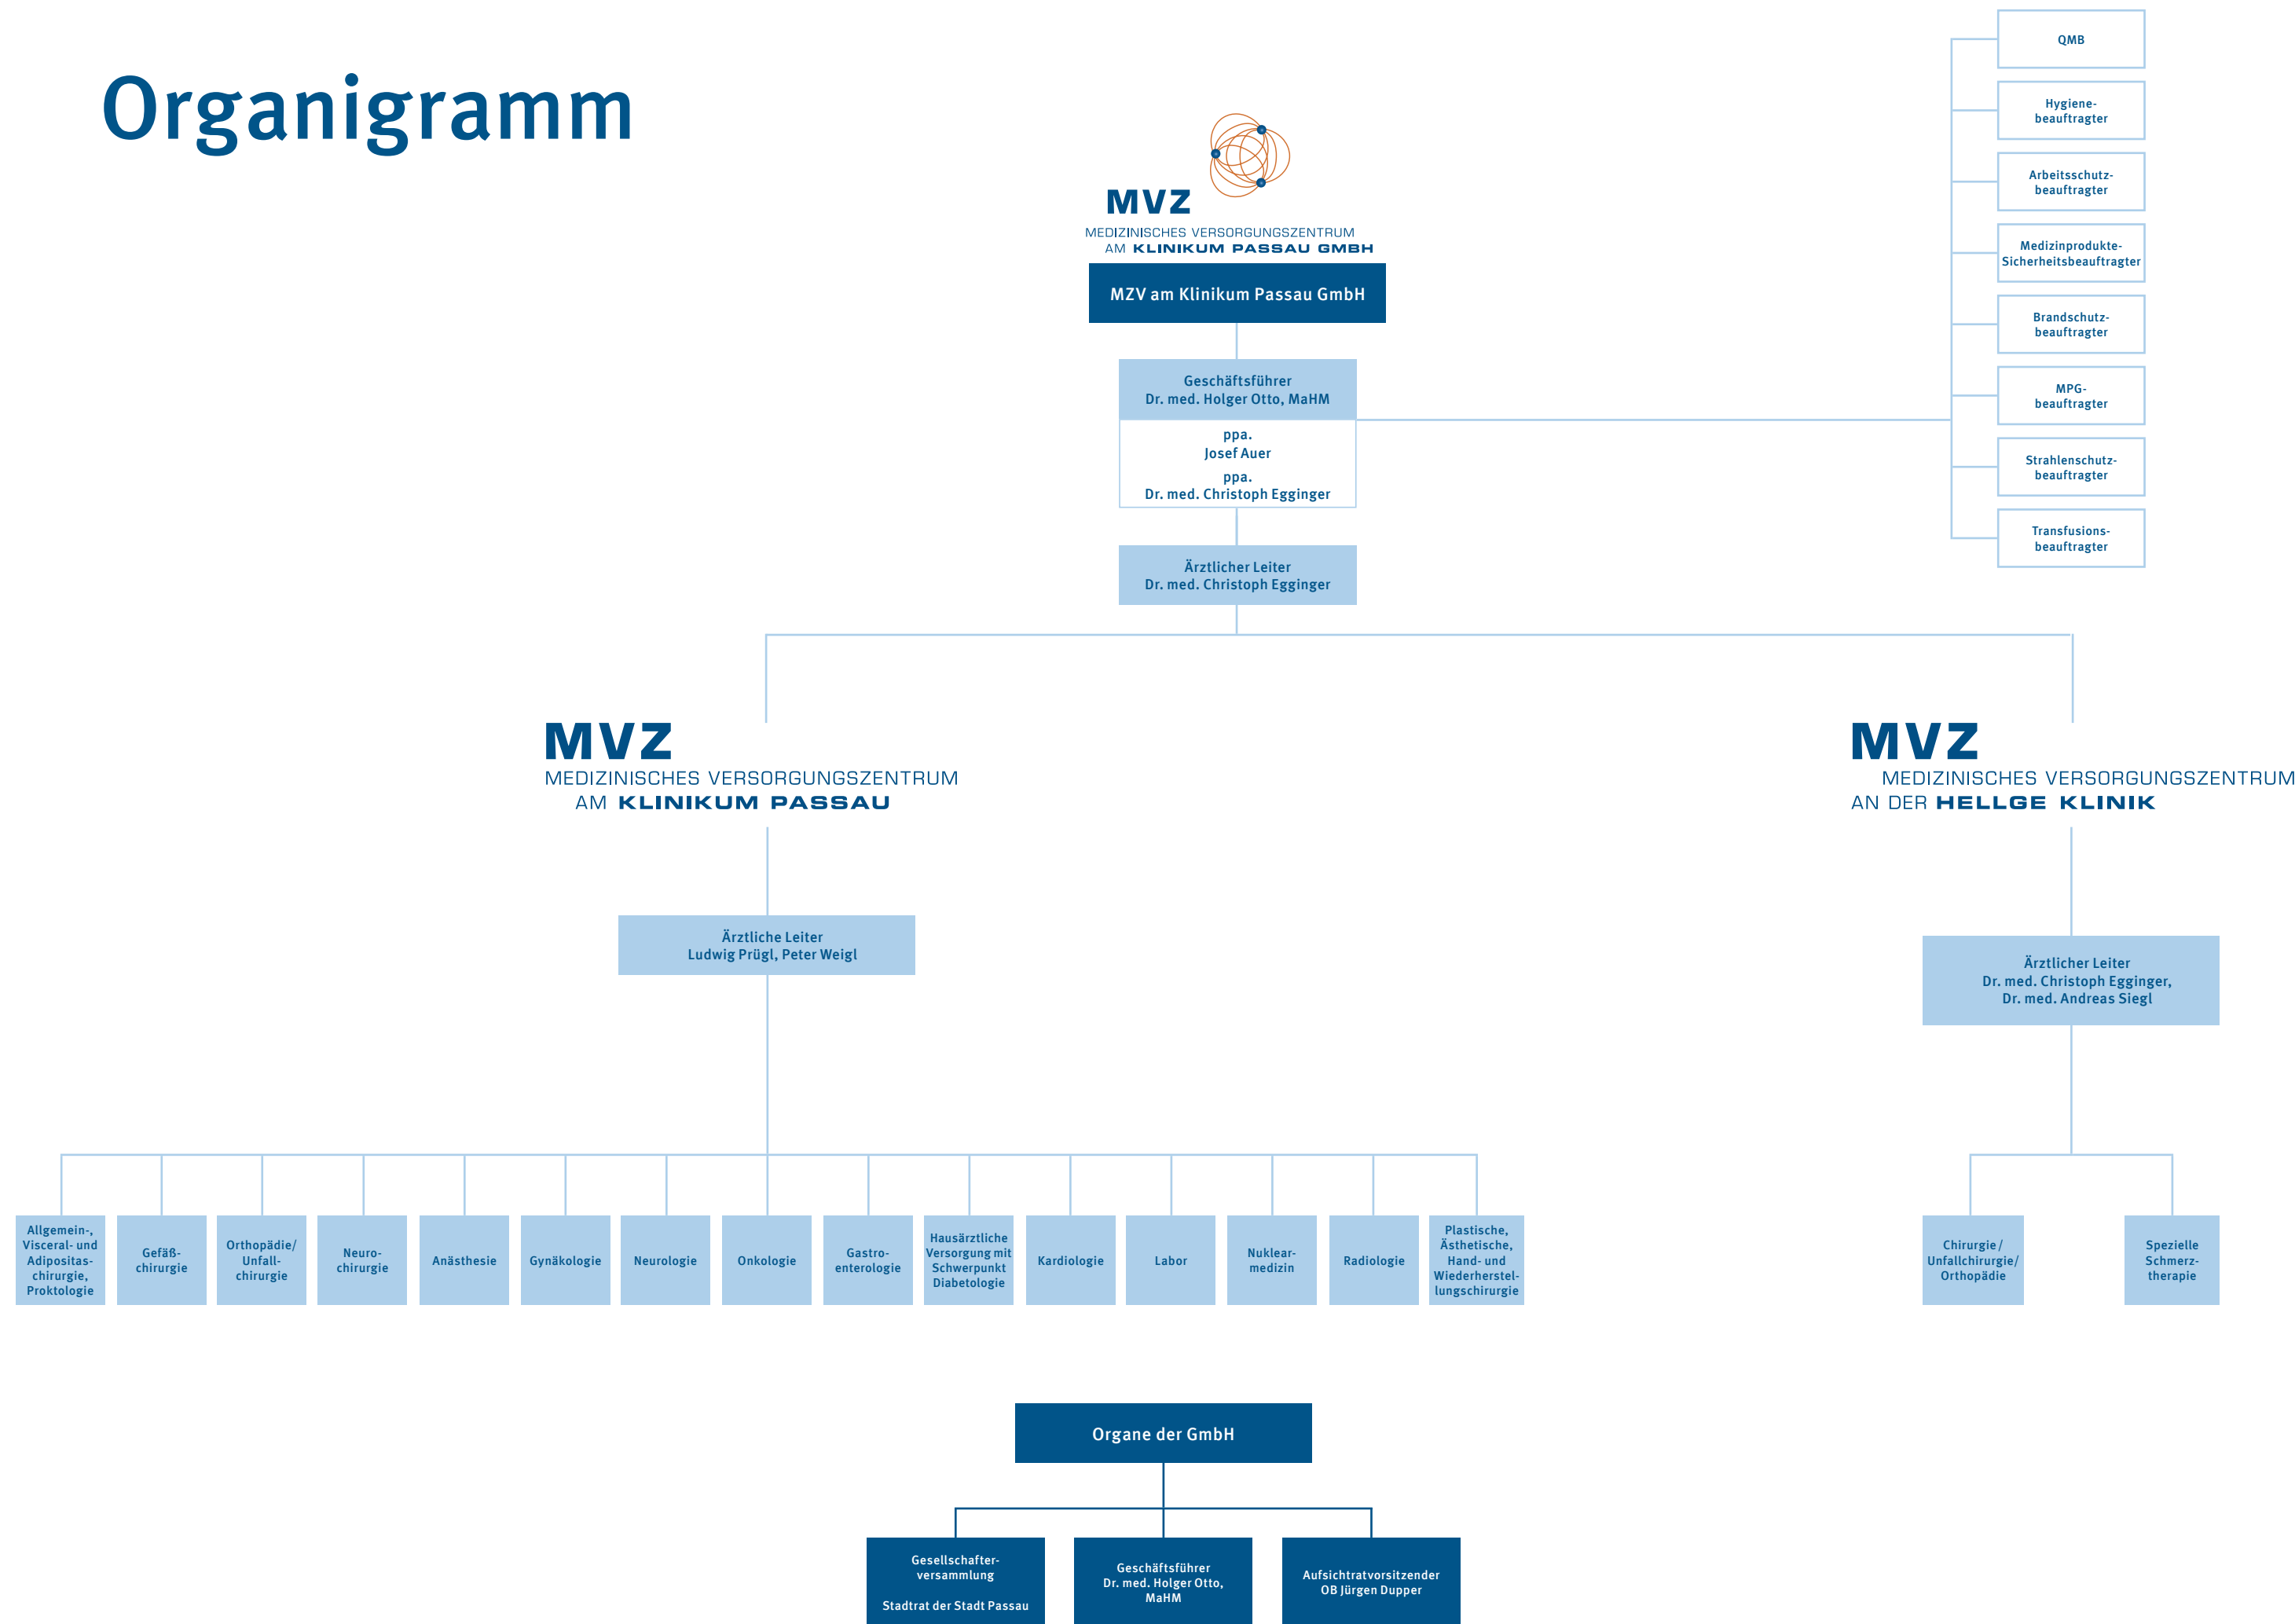 Organigramm
MVZ
MEDIZINISCHES VERSORGUNGSZENTRUM
AM KLINIKUM PASSAU GMBH
MZV am Klinikum Passau GmbH
Geschäftsführer
Dr. med. Holger Otto, MaHM
ppa.
Josef Auer
ppa.
Dr. med. Christoph Egginger
Ärztlicher Leiter
Dr. med. Christoph Egginger
QMB
Hygiene-
beauftragter
Arbeitsschutz-
beauftragter
Medizinprodukte-
Sicherheitsbeauftragter
Brandschutz-
beauftragter
MPG-
beauftragter
Strahlenschutz-
beauftragter
Transfusions-
beauftragter
MVZ
MEDIZINISCHES VERSORGUNGSZENTRUM
AM KLINIKUM PASSAU
Ärztliche Leiter
Ludwig Prügl, Peter Weigl
Allgemein-,
Visceral- und
Adipositas-
chirurgie,
Proktologie
Gefäß-
chirurgie
Orthopädie/
Unfall-
chirurgie
Neuro-
chirurgie
Anästhesie
Gynäkologie
Neurologie
Onkologie
Gastro-
enterologie
Hausärztliche
Versorgung mit
Schwerpunkt
Diabetologie
Kardiologie
Labor
Nuklear-
medizin
Radiologie
Plastische,
Ästhetische,
Hand- und
Wiederherstel-
lungschirurgie
MVZ
MEDIZINISCHES VERSORGUNGSZENTRUM
AN DER HELLGE KLINIK
Ärztlicher Leiter
Dr. med. Christoph Egginger,
Dr. med. Andreas Siegl
Chirurgie /
Unfallchirurgie/
Orthopädie
Spezielle
Schmerz-
therapie
Organe der GmbH
Gesellschafter-
versammlung
Stadtrat der Stadt Passau
Geschäftsführer
Dr. med. Holger Otto,
MaHM
Aufsichtratvorsitzender
OB Jürgen Dupper